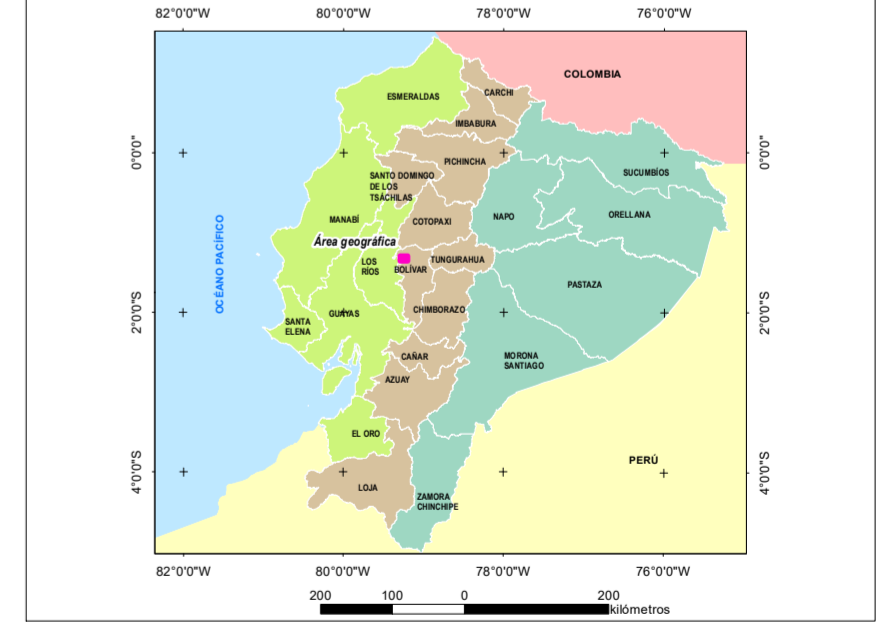 82°0'0"W 80°0'0"W 78°0'0"W 76°0'0"W
COLOMBIA
CARCHI
ESMERALDAS
IMBABURA
0°0'0"
0°0'0"
PICHINCHA
SANTO DOMINGO
DE LOS
TSÁCHILAS
SUCUMBÍOS
MANABÍ
COTOPAXI
NAPO
ORELLANA
OCÉANO PACÍFICO
Área geográfica
LOS
RÍOS
BOLÍVAR
TUNGURAHUA
PASTAZA
2°0'0"S
2°0'0"S
GUAYAS
CHIMBORAZO
SANTA
ELENA
CAÑAR
MORONA
SANTIAGO
AZUAY
EL ORO
PERÚ
4°0'0"S
4°0'0"S
LOJA
ZAMORA
CHINCHIPE
82°0'0"W 80°0'0"W 78°0'0"W 76°0'0"W
200 100 0 200
kilómetros